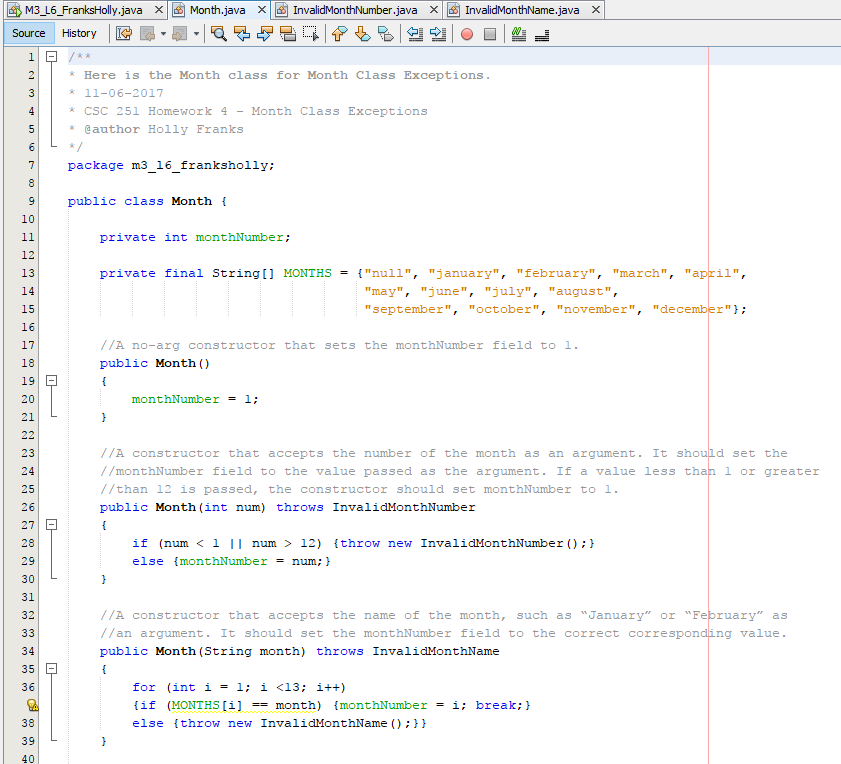 M3_L6_FranksHolly.java Month.java InvalidMonthNumber.java InvalidMonthName.java
Source History
1 /**
2 * Here is the Month class for Month Class Exceptions.
3 * 11-06-2017
4 * CSC 251 Homework 4 - Month Class Exceptions
5 * @author Holly Franks
6 */
7 package m3_l6_franksholly;
8
9 public class Month {
10
11 private int monthNumber;
12
13 private final String[] MONTHS = {"null", "january", "february", "march", "april",
14 "may", "june", "july", "august",
15 "september", "october", "november", "december"};
16
17 //A no-arg constructor that sets the monthNumber field to 1.
18 public Month()
19 {
20 monthNumber = 1;
21 }
22
23 //A constructor that accepts the number of the month as an argument. It should set the
24 //monthNumber field to the value passed as the argument. If a value less than 1 or greater
25 //than 12 is passed, the constructor should set monthNumber to 1.
26 public Month(int num) throws InvalidMonthNumber
27 {
28 if (num < 1 || num > 12) {throw new InvalidMonthNumber();}
29 else {monthNumber = num;}
30 }
31
32 //A constructor that accepts the name of the month, such as “January” or “February” as
33 //an argument. It should set the monthNumber field to the correct corresponding value.
34 public Month(String month) throws InvalidMonthName
35 {
36 for (int i = 1; i <13; i++)
{if (MONTHS[i] == month) {monthNumber = i; break;}
38 else {throw new InvalidMonthName();}}
39 }
40